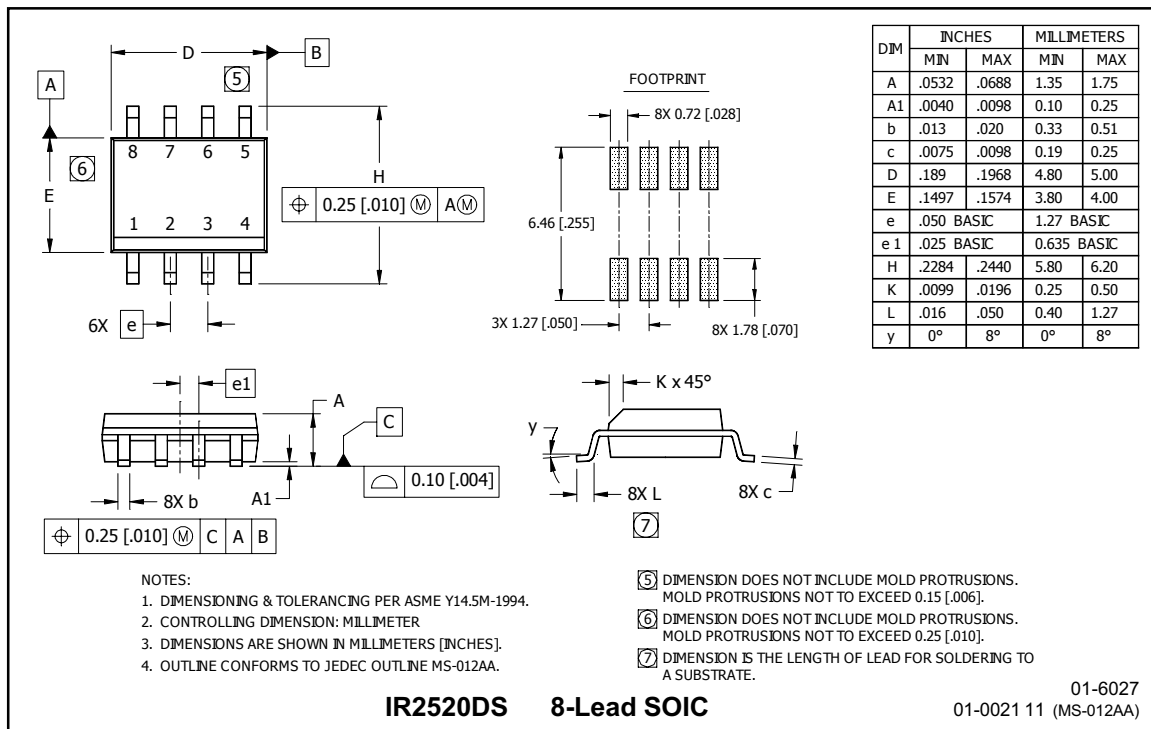 D
B
5
A
8 7 6 5
6
E
H
⌖ 0.25 [.010] Ⓜ AⓂ
1 2 3 4
6X e
FOOTPRINT
8X 0.72 [.028]
6.46 [.255]
3X 1.27 [.050]
8X 1.78 [.070]
DIM INCHES MILLIMETERS
MIN MAX MIN MAX
A .0532 .0688 1.35 1.75
A1 .0040 .0098 0.10 0.25
b .013 .020 0.33 0.51
c .0075 .0098 0.19 0.25
D .189 .1968 4.80 5.00
E .1497 .1574 3.80 4.00
e .050 BASIC 1.27 BASIC
e 1 .025 BASIC 0.635 BASIC
H .2284 .2440 5.80 6.20
K .0099 .0196 0.25 0.50
L .016 .050 0.40 1.27
y 0° 8° 0° 8°
e1
A
C
A1
8X b
⌓ 0.10 [.004]
⌖ 0.25 [.010] Ⓜ C A B
K x 45°
y
8X L
8X c
7
NOTES:
1. DIMENSIONING & TOLERANCING PER ASME Y14.5M-1994.
2. CONTROLLING DIMENSION: MILLIMETER
3. DIMENSIONS ARE SHOWN IN MILLIMETERS [INCHES].
4. OUTLINE CONFORMS TO JEDEC OUTLINE MS-012AA.
5 DIMENSION DOES NOT INCLUDE MOLD PROTRUSIONS.
MOLD PROTRUSIONS NOT TO EXCEED 0.15 [.006].
6 DIMENSION DOES NOT INCLUDE MOLD PROTRUSIONS.
MOLD PROTRUSIONS NOT TO EXCEED 0.25 [.010].
7 DIMENSION IS THE LENGTH OF LEAD FOR SOLDERING TO
A SUBSTRATE.
IR2520DS 8-Lead SOIC
01-6027
01-0021 11 (MS-012AA)